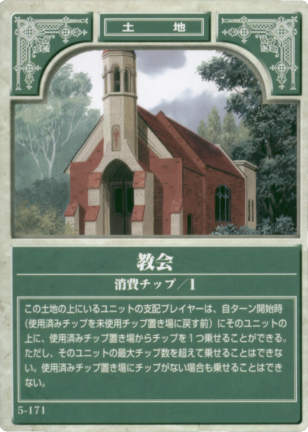 土地
教会
消費チップ／1
この土地の上にいるユニットの支配プレイヤーは、自ターン開始時
（使用済みチップを未使用チップ置き場に戻す前）にそのユニットの
上に、使用済みチップ置き場からチップを１つ乗せることができる。
ただし、そのユニットの最大チップ数を超えて乗せることはできな
い。使用済みチップ置き場にチップがない場合も乗せることはでき
ない。
5-171